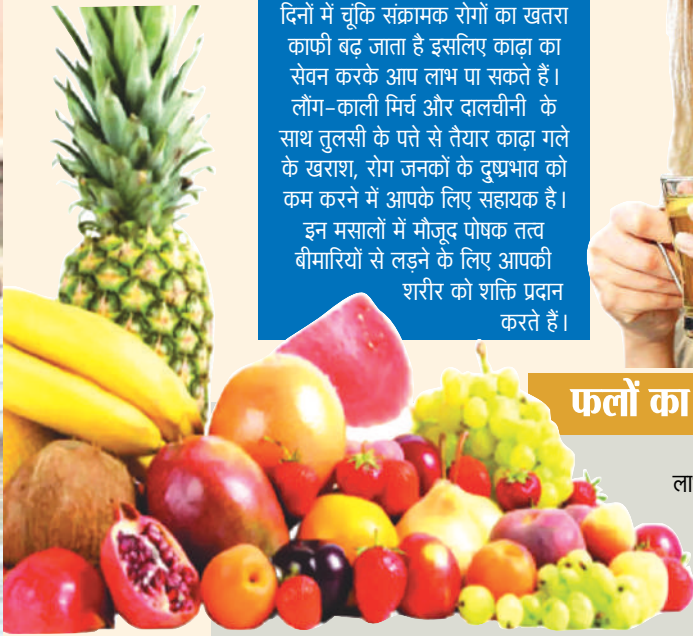 दिनों में चूंकि संक्रामक रोगों का खतरा
काफी बढ़ जाता है इसलिए काढ़ा का
सेवन करके आप लाभ पा सकते हैं।
लौंग-काली मिर्च और दालचीनी के
साथ तुलसी के पत्ते से तैयार काढ़ा गले
के खराश, रोग जनकों के दुष्प्रभाव को
कम करने में आपके लिए सहायक है।
इन मसालों में मौजूद पोषक तत्व
बीमारियों से लड़ने के लिए आपकी
शरीर को शक्ति प्रदान
करते हैं।
फलों का
ला